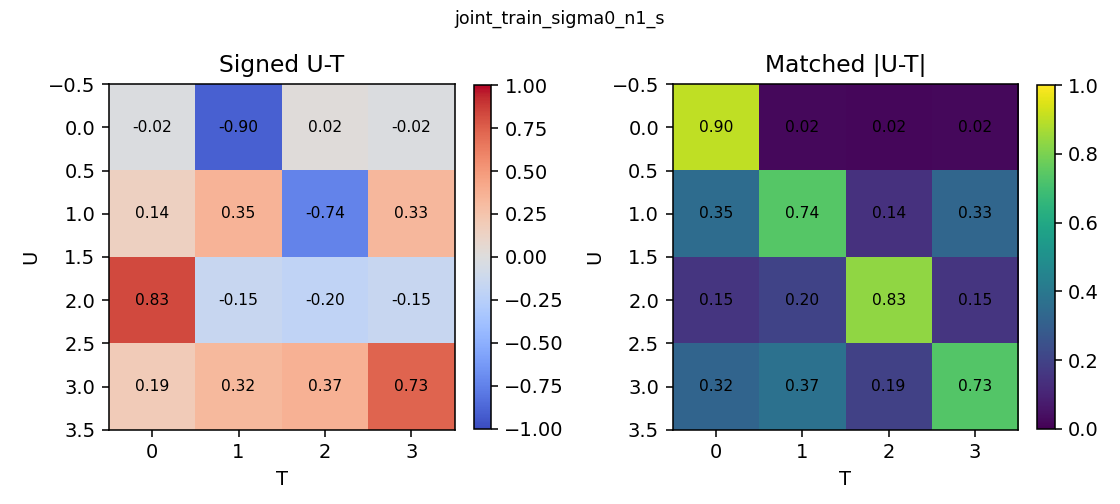 joint_train_sigma0_n1_s
Signed U-T
−0.5
0.0
0.5
1.0
1.5
2.0
2.5
3.0
3.5
U
-0.02 -0.90 0.02 -0.02
0.14 0.35 -0.74 0.33
0.83 -0.15 -0.20 -0.15
0.19 0.32 0.37 0.73
0 1 2 3
T
1.00
0.75
0.50
0.25
0.00
−0.25
−0.50
−0.75
−1.00
Matched |U-T|
−0.5
0.0
0.5
1.0
1.5
2.0
2.5
3.0
3.5
U
0.90 0.02 0.02 0.02
0.35 0.74 0.14 0.33
0.15 0.20 0.83 0.15
0.32 0.37 0.19 0.73
0 1 2 3
T
1.0
0.8
0.6
0.4
0.2
0.0